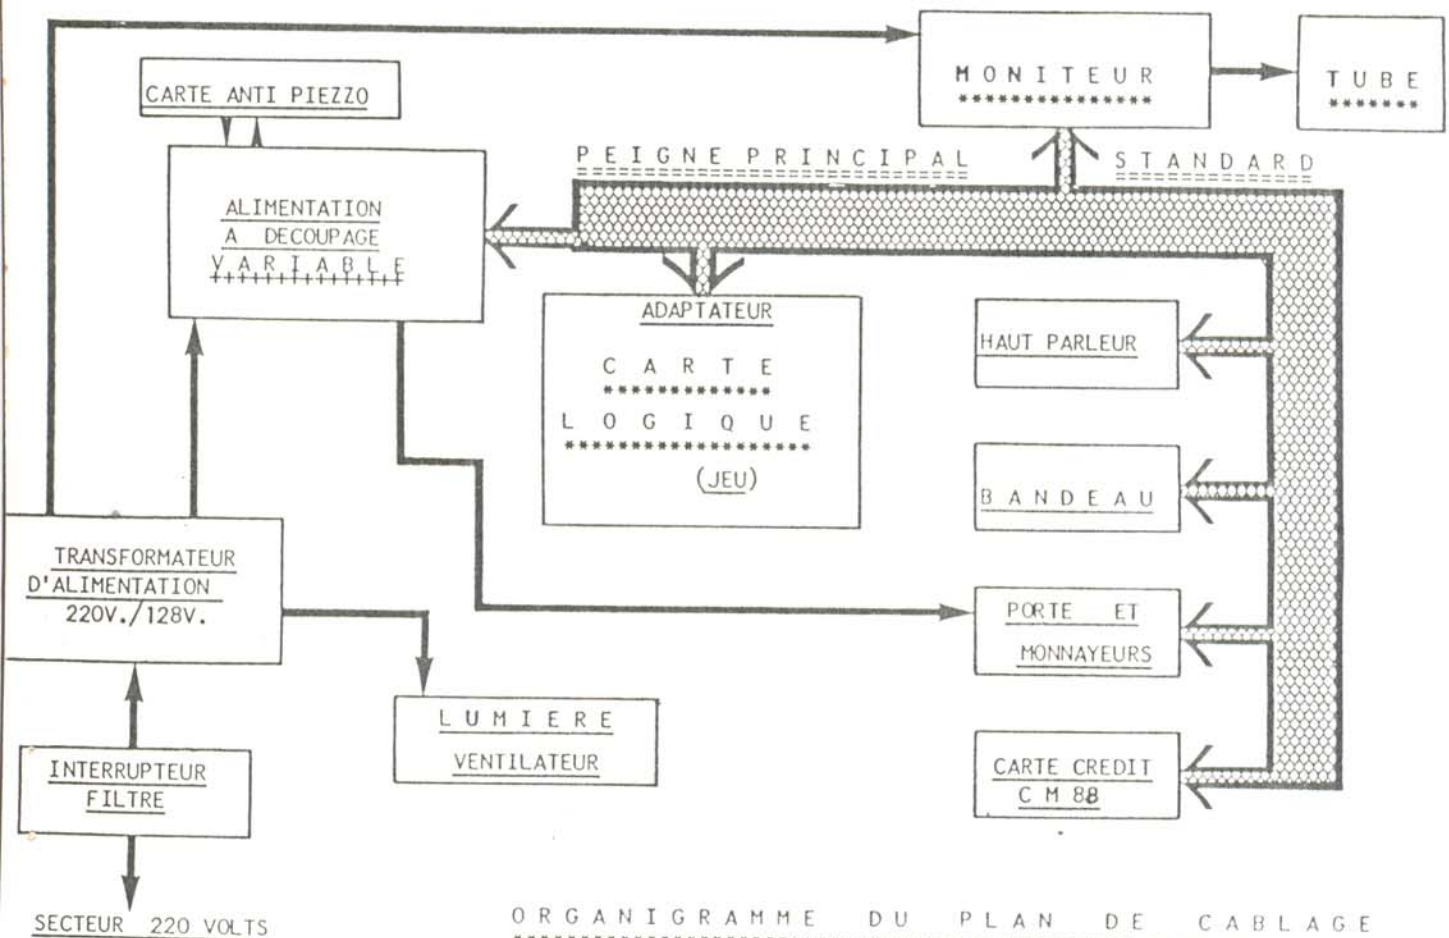 MONITEUR
TUBE
CARTE ANTI PIEZZO
PEIGNE PRINCIPAL STANDARD
ALIMENTATION
A DECOUPAGE
VARIABLE
ADAPTATEUR
CARTE
LOGIQUE
(JEU)
HAUT PARLEUR
BANDEAU
TRANSFORMATEUR
D'ALIMENTATION
220V./128V.
PORTE ET
MONNAYEURS
LUMIERE
VENTILATEUR
INTERRUPTEUR
FILTRE
CARTE CREDIT
CM 88
SECTEUR 220 VOLTS
ORGANIGRAMME DU PLAN DE CABLAGE